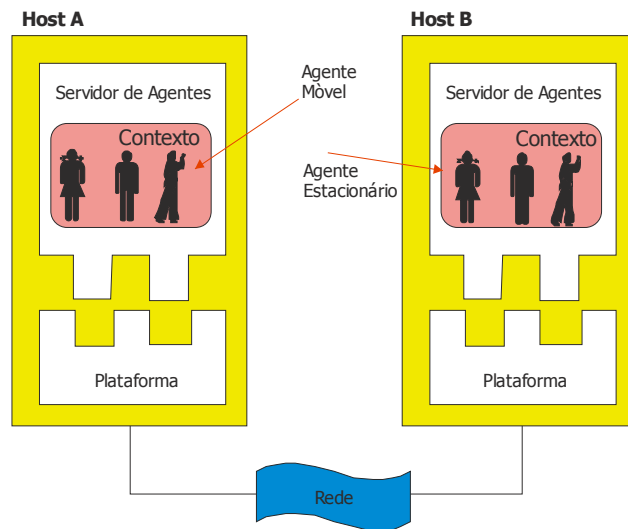 Host A
Host B
Servidor de Agentes
Contexto
Agente
Mòvel
Agente
Estacionário
Servidor de Agentes
Contexto
Plataforma
Plataforma
Rede